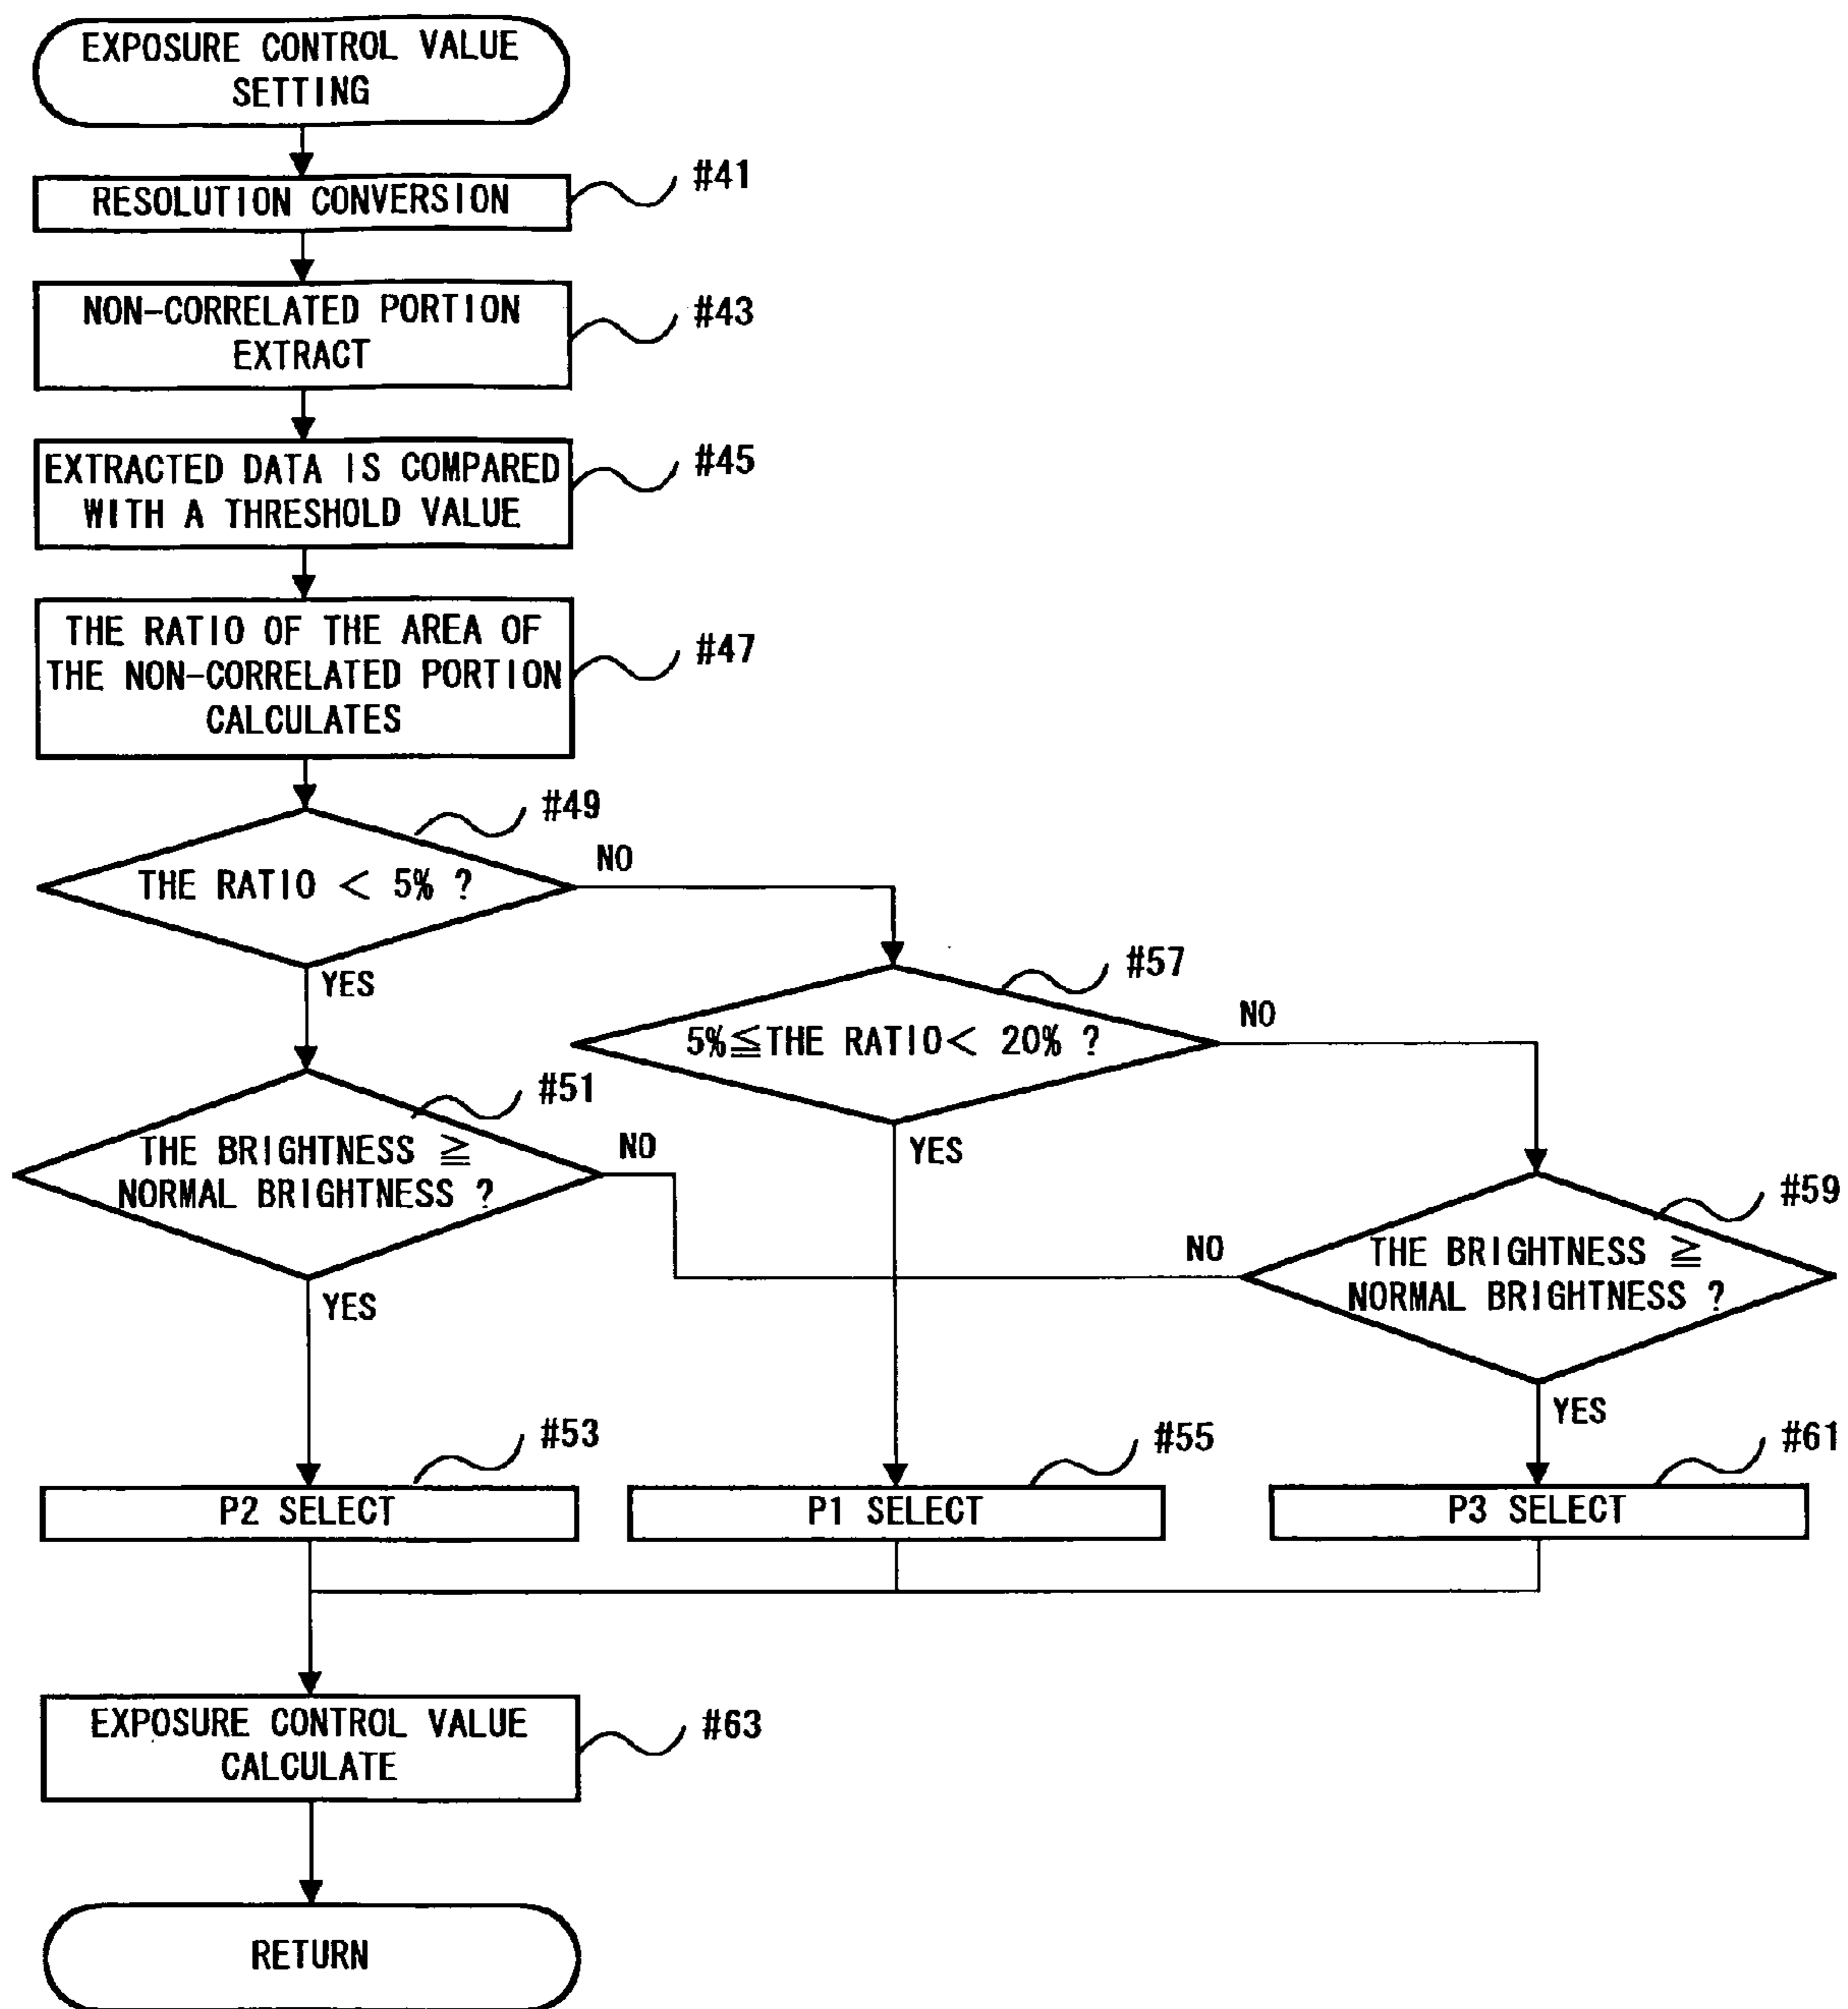 EXPOSURE CONTROL VALUE
SETTING
#41
RESOLUTION CONVERSION
#43
NON-CORRELATED PORTION
EXTRACT
#45
EXTRACTED DATA IS COMPARED
WITH A THRESHOLD VALUE
#47
THE RATIO OF THE AREA OF
THE NON-CORRELATED PORTION
CALCULATES
#49
THE RATIO < 5% ?
NO
YES
#57
5%≦THE RATIO< 20% ?
NO
YES
#51
THE BRIGHTNESS ≧
NORMAL BRIGHTNESS ?
NO
YES
#59
THE BRIGHTNESS ≧
NORMAL BRIGHTNESS ?
NO
YES
#53
P2 SELECT
#55
P1 SELECT
#61
P3 SELECT
#63
EXPOSURE CONTROL VALUE
CALCULATE
RETURN